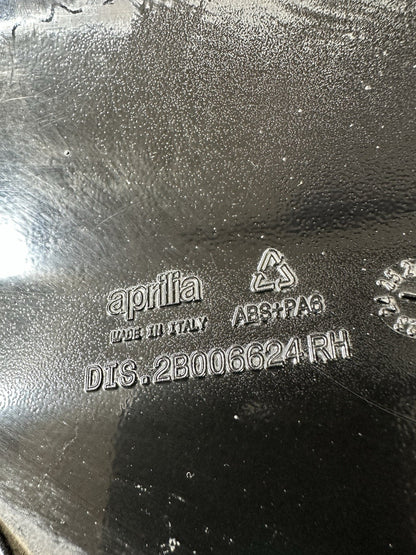 aprilia
MADE IN ITALY
ABS+PA6
DIS.2B006624 RH